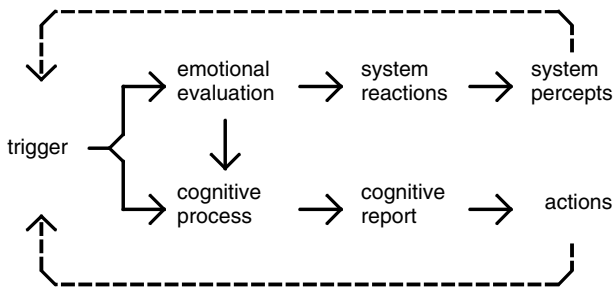 emotional
evaluation
system
reactions
system
percepts
trigger
cognitive
process
cognitive
report
actions